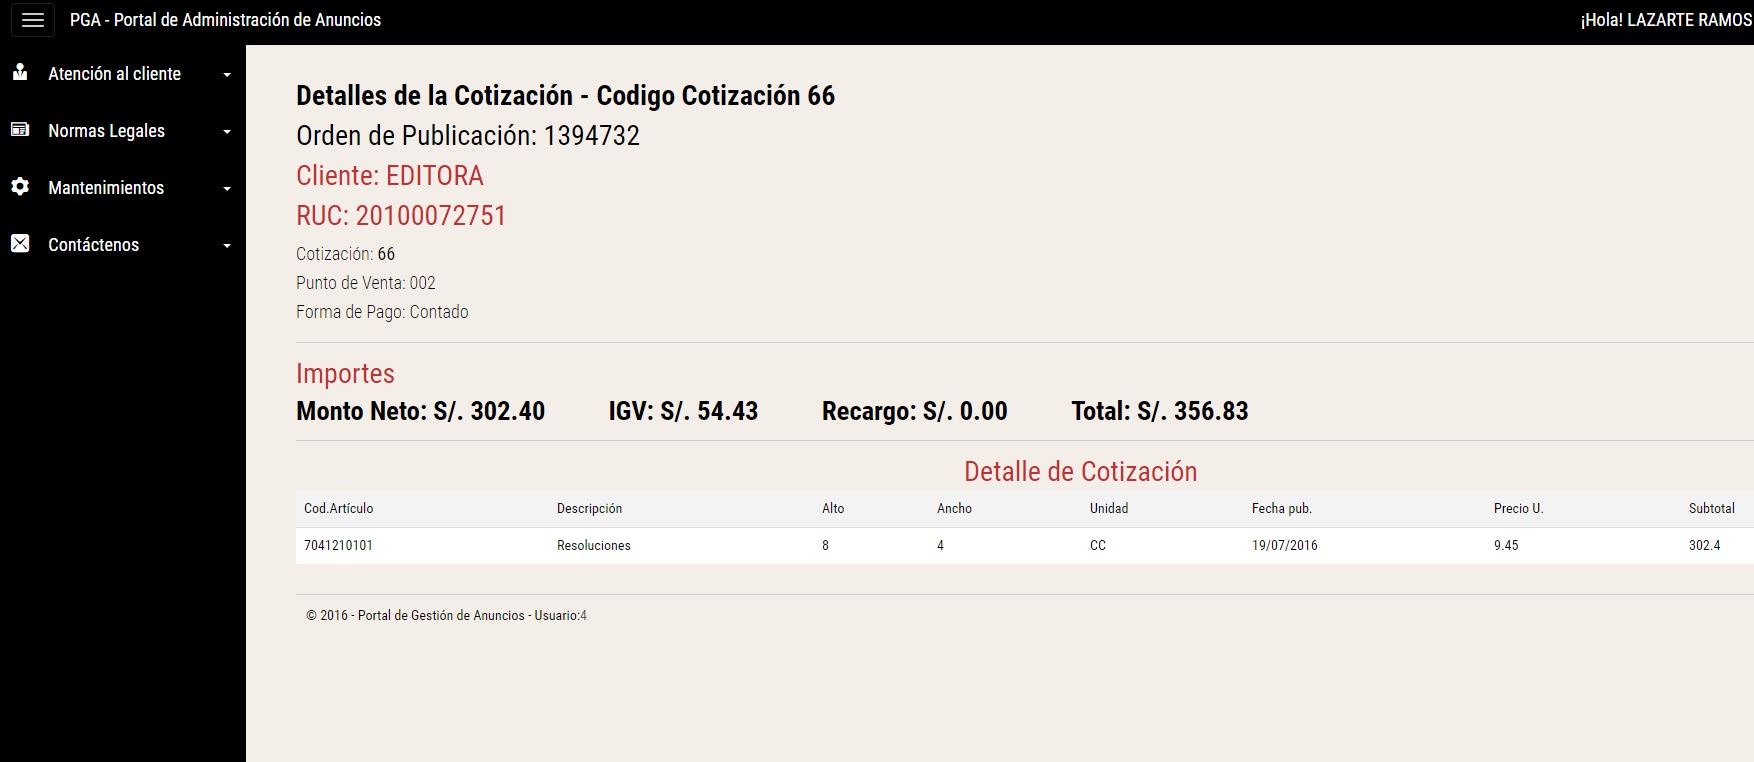 PGA - Portal de Administración de Anuncios
¡Hola! LAZARTE RAMOS
Atención al cliente
Normas Legales
Mantenimientos
Contáctenos
Detalles de la Cotización - Codigo Cotización 66
Orden de Publicación: 1394732
Cliente: EDITORA
RUC: 20100072751
Cotización: 66
Punto de Venta: 002
Forma de Pago: Contado
Importes
Monto Neto: S/. 302.40 IGV: S/. 54.43 Recargo: S/. 0.00 Total: S/. 356.83
Detalle de Cotización
Cod.Artículo Descripción Alto Ancho Unidad Fecha pub. Precio U. Subtotal
7041210101 Resoluciones 8 4 CC 19/07/2016 9.45 302.4
© 2016 - Portal de Gestión de Anuncios - Usuario:4